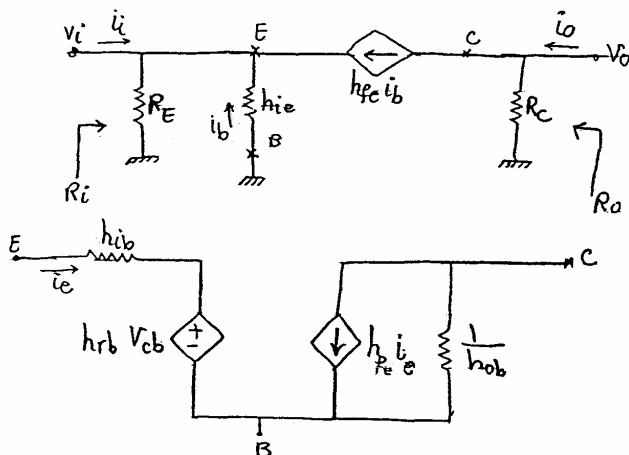 Vi ii E C io Vo
RE hie hfe ib RC
ib B
Ri Ro
E hib C
ie
hrb Vcb + - hfe ie 1/hob
B